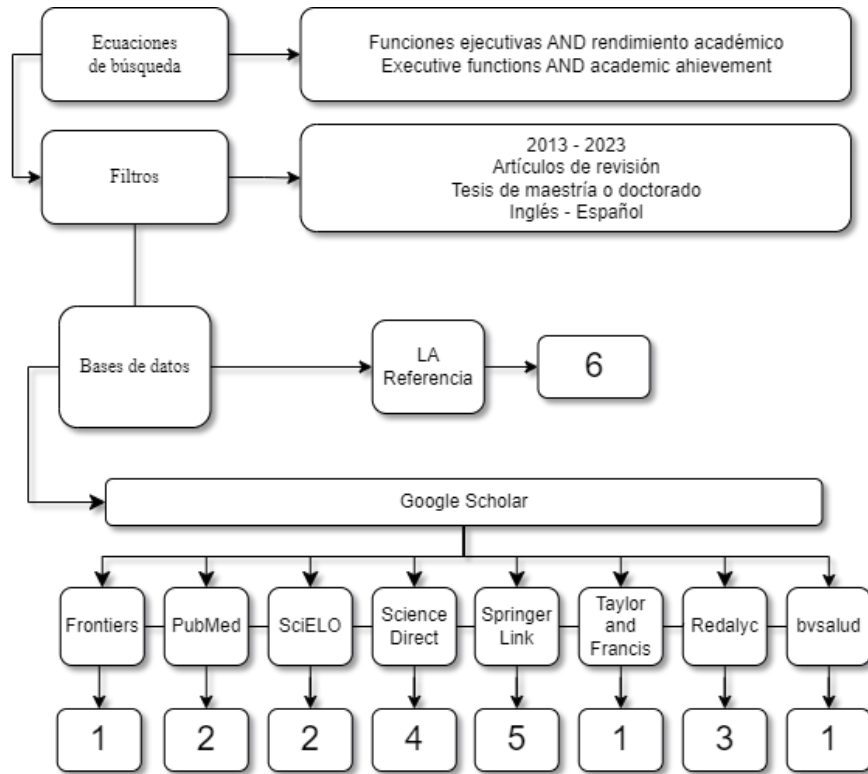 Ecuaciones
de búsqueda
Funciones ejecutivas AND rendimiento académico
Executive functions AND academic ahievement
Filtros
2013 - 2023
Artículos de revisión
Tesis de maestría o doctorado
Inglés - Español
Bases de datos
LA
Referencia
6
Google Scholar
Frontiers
PubMed
SciELO
Science
Direct
Springer
Link
Taylor
and
Francis
Redalyc
bvsalud
1
2
2
4
5
1
3
1